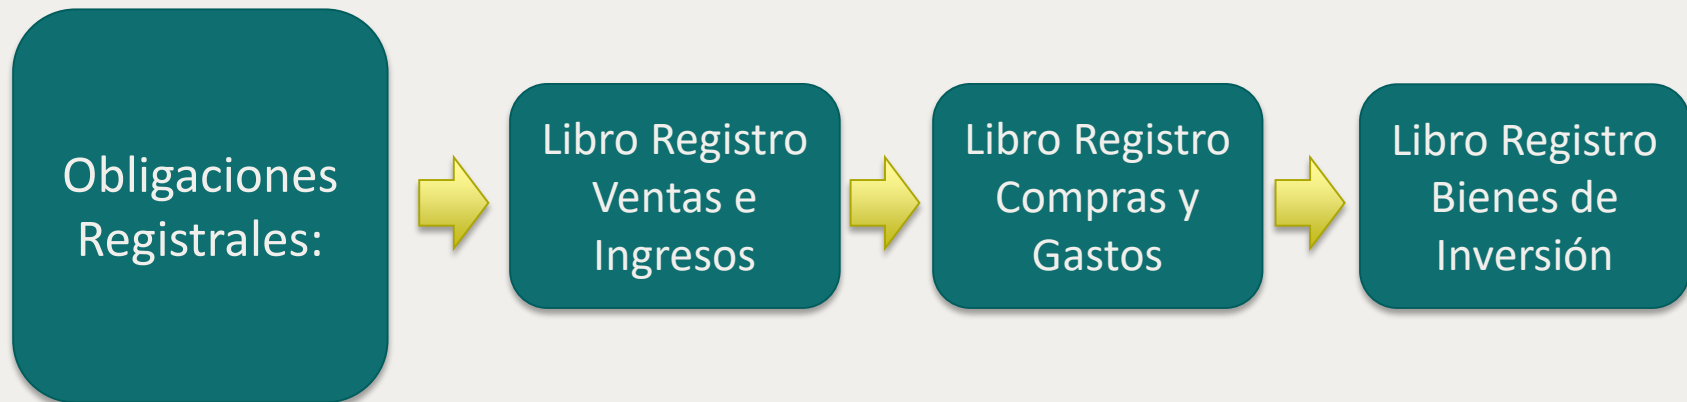 Obligaciones
Registrales:
Libro Registro
Ventas e
Ingresos
Libro Registro
Compras y
Gastos
Libro Registro
Bienes de
Inversión